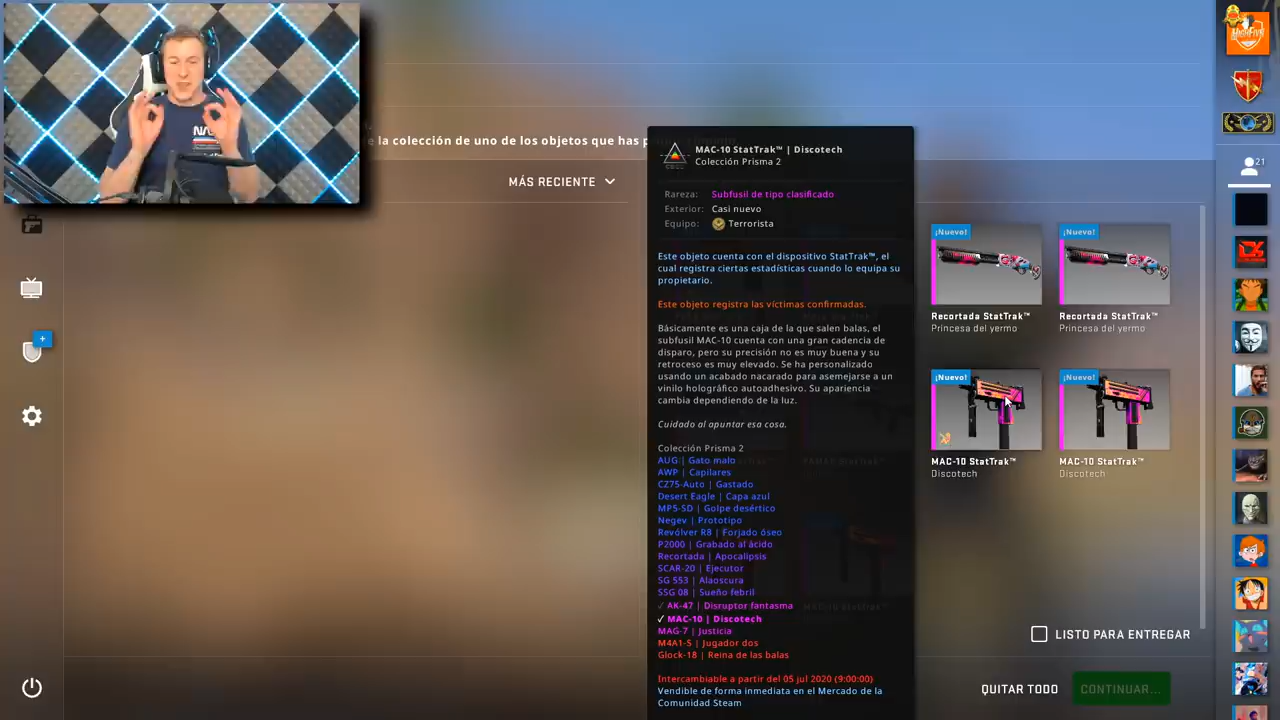 NA
e la colección de uno de los objetos que has p
MÁS RECIENTE
MAC-10 StatTrak™ | Discotech
Colección Prisma 2
Rareza: Subfusil de tipo clasificado
Exterior: Casi nuevo
Equipo: Terrorista
Este objeto cuenta con el dispositivo StatTrak™, el
cual registra ciertas estadísticas cuando lo equipa su
propietario.
Este objeto registra las víctimas confirmadas.
Básicamente es una caja de la que salen balas, el
subfusil MAC-10 cuenta con una gran cadencia de
disparo, pero su precisión no es muy buena y su
retroceso es muy elevado. Se ha personalizado
usando un acabado nacarado para asemejarse a un
vinilo holográfico autoadhesivo. Su apariencia
cambia dependiendo de la luz.
Cuidado al apuntar esa cosa.
Colección Prisma 2
AUG | Gato malo
AWP | Capilares
CZ75-Auto | Gastado
Desert Eagle | Capa azul
MP5-SD | Golpe desértico
Negev | Prototipo
Revólver R8 | Forjado óseo
P2000 | Grabado al ácido
Recortada | Apocalipsis
SCAR-20 | Ejecutor
SG 553 | Alaoscura
SSG 08 | Sueño febril
✓ AK-47 | Disruptor fantasma
✓ MAC-10 | Discotech
MAG-7 | Justicia
M4A1-S | Jugador dos
Glock-18 | Reina de las balas
Intercambiable a partir del 05 jul 2020 (9:00:00)
Vendible de forma inmediata en el Mercado de la
Comunidad Steam
¡Nuevo!
Recortada StatTrak™
Princesa del yermo
¡Nuevo!
Recortada StatTrak™
Princesa del yermo
¡Nuevo!
MAC-10 StatTrak™
Discotech
¡Nuevo!
MAC-10 StatTrak™
Discotech
LISTO PARA ENTREGAR
QUITAR TODO
CONTINUAR...
21